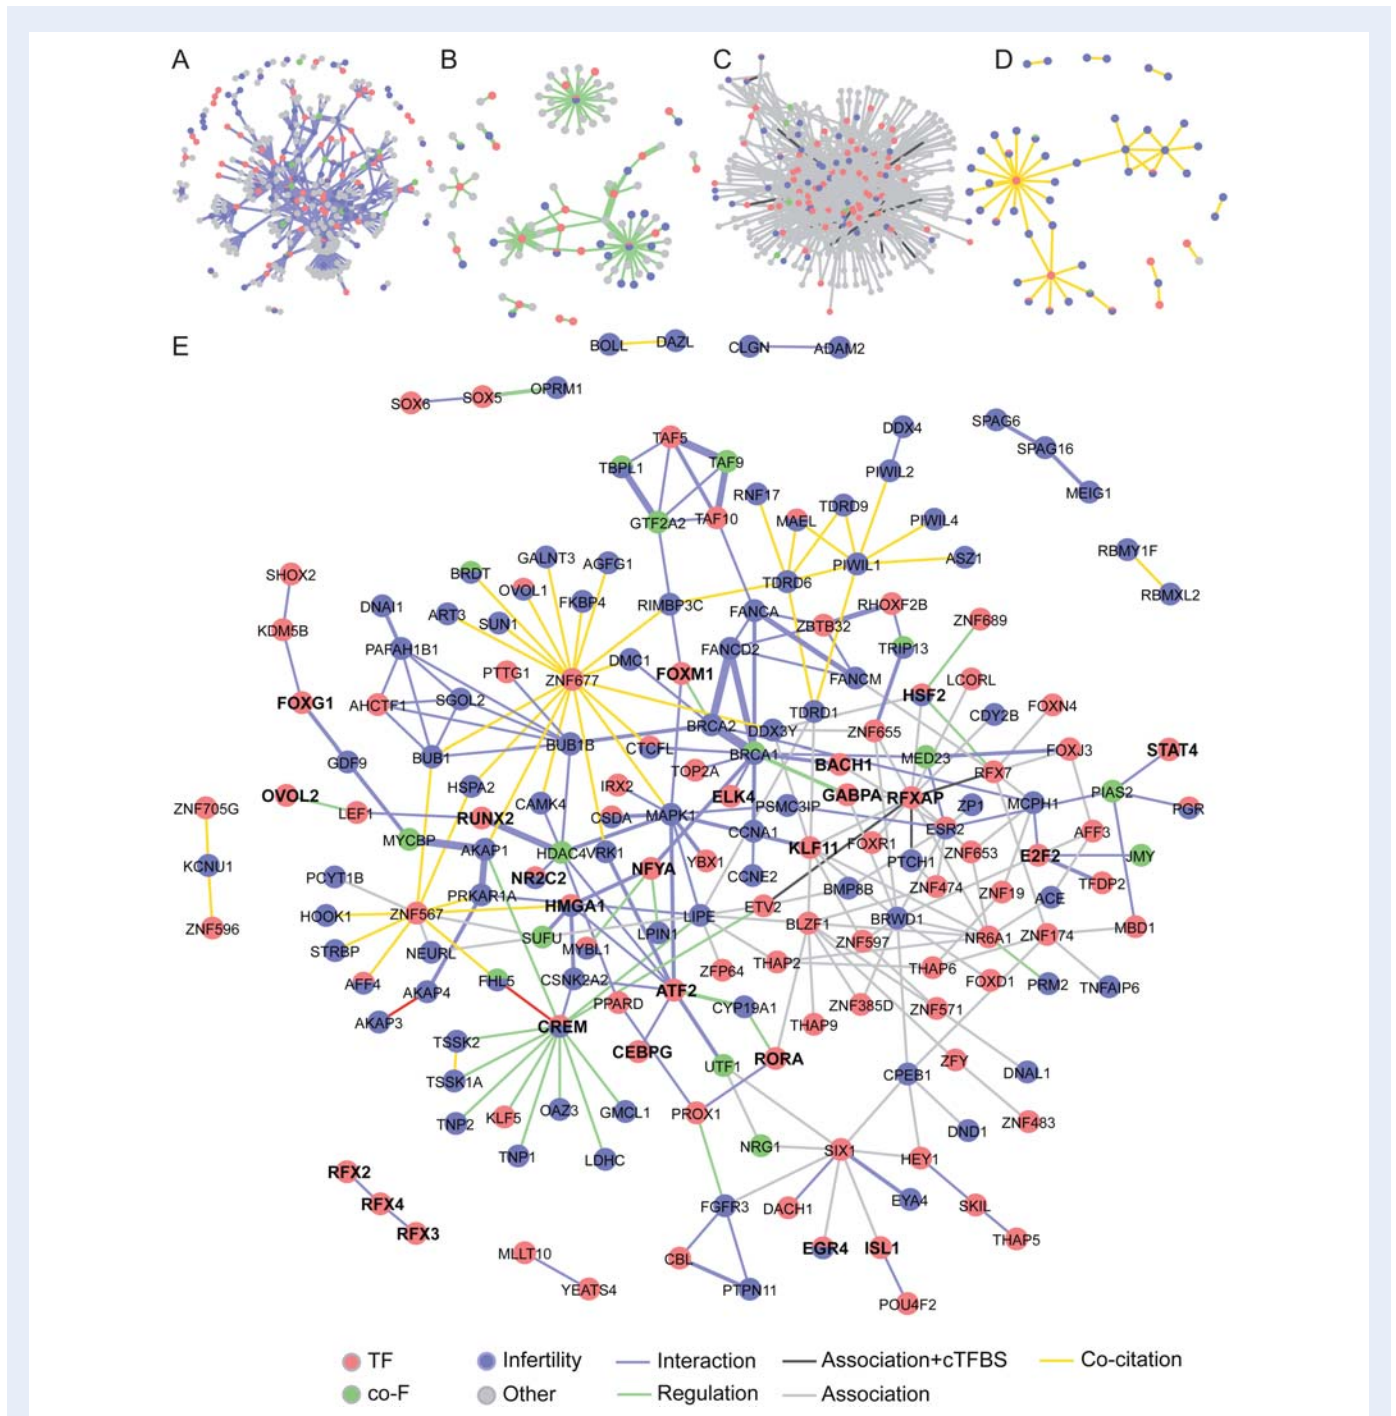 A B C D
E
BOLL DAZL CLGN ADAM2
SOX6 SOX5 OPRM1
DDX4 SPAG6
TAF5 SPAG16
TBPL1 TAF9 PIWIL2
RNF17 TDRD9 MEIG1
GTF2A2 TAF10 MAEL PIWIL4
GALNT3 AGFG1 PIWIL1 ASZ1 RBMY1F
SHOX2 BRDT OVOL1 TDRD6
DNAI1 ART3 SUN1 FKBP4 RIMBP3C FANCA RHOXF2B RBMXL2
KDM5B ZBTB32 ZNF689
PAFAH1B1 DMC1 FANCD2 TRIP13
PTTG1 ZNF677 FOXM1 FANCM LCORL
FOXG1 AHCTF1 SGOL2 HSF2 FOXN4
BRCA2 DDX3Y TDRD1 CDY2B
BUB1 BUB1B CTCFL BRCA1 ZNF655 MED23 FOXJ3 STAT4
GDF9 TOP2A BACH1 RFX7
HSPA2 IRX2 ELK4 GABPA RFXAP PIAS2
OVOL2 LEF1 CAMK4 CSDA MAPK1 PSMC3IP ZP1 MCPH1 PGR
ZNF705G RUNX2 CCNA1 ESR2 AFF3
MYCBP AKAP1 HDAC4 VRK1 YBX1 KLF11 FOXR1 ZNF653 E2F2 JMY
KCNU1 PCYT1B NR2C2 NFYA CCNE2 PTCH1 TFDP2
PRKAR1A BMP8B ZNF474 ZNF19 ACE
HOOK1 ZNF567 HMGA1 LIPE ETV2 BLZF1 BRWD1
ZNF596 SUFU LPIN1 ZNF597 NR6A1 ZNF174 MBD1
STRBP NEURL MYBL1 THAP2 THAP6
AFF4 AKAP4 FHL5 CSNK2A2 ZFP64 FOXD1 PRM2 TNFAIP6
PPARD ATF2 CYP19A1 ZNF385D ZNF571
AKAP3 CREM THAP9
TSSK2 CEBPG RORA ZFY
TSSK1A UTF1 CPEB1 DNAL1
TNP2 KLF5 OAZ3 GMCL1 PROX1 ZNF483
DND1
TNP1 LDHC NRG1 SIX1 HEY1
RFX2
RFX4 FGFR3 DACH1 EYA4 SKIL
RFX3 THAP5
MLLT10 CBL EGR4 ISL1
YEATS4 PTPN11 POU4F2
TF Infertility Interaction Association+cTFBS Co-citation
co-F Other Regulation Association